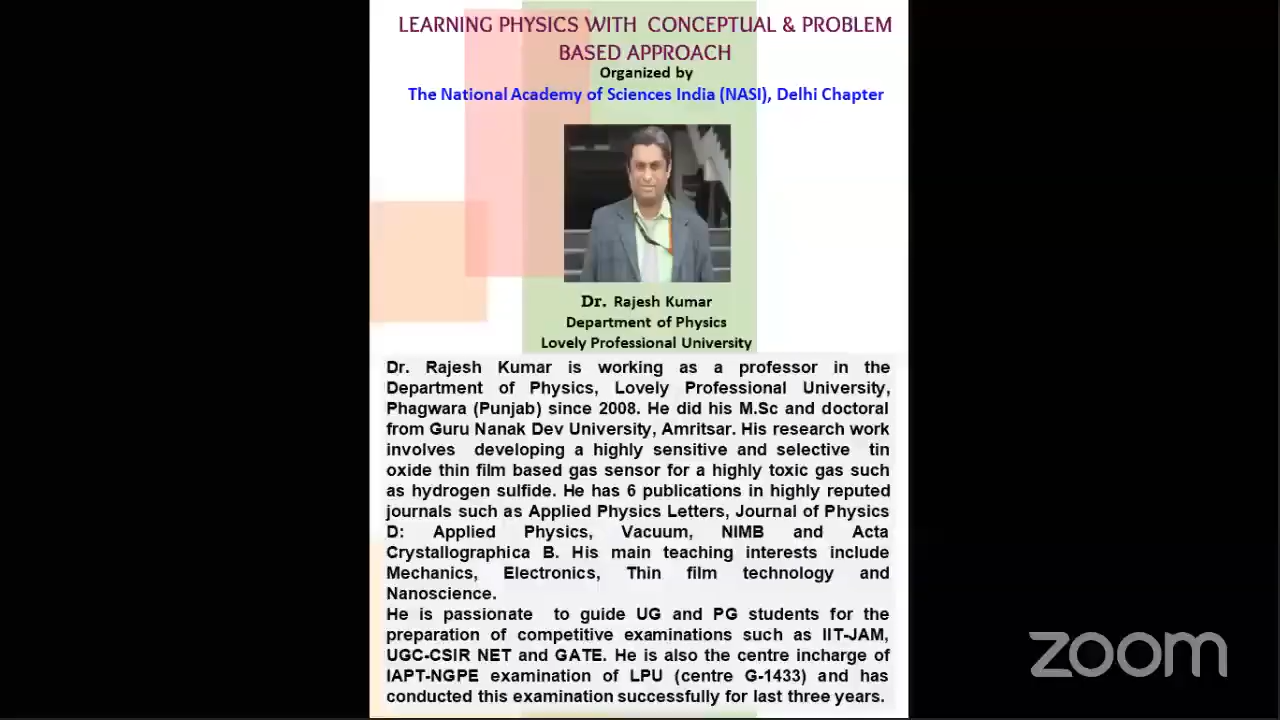 LEARNING PHYSICS WITH CONCEPTUAL & PROBLEM
BASED APPROACH
Organized by
The National Academy of Sciences India (NASI), Delhi Chapter
Dr. Rajesh Kumar
Department of Physics
Lovely Professional University
Dr. Rajesh Kumar is working as a professor in the
Department of Physics, Lovely Professional University,
Phagwara (Punjab) since 2008. He did his M.Sc and doctoral
from Guru Nanak Dev University, Amritsar. His research work
involves developing a highly sensitive and selective tin
oxide thin film based gas sensor for a highly toxic gas such
as hydrogen sulfide. He has 6 publications in highly reputed
journals such as Applied Physics Letters, Journal of Physics
D: Applied Physics, Vacuum, NIMB and Acta
Crystallographica B. His main teaching interests include
Mechanics, Electronics, Thin film technology and
Nanoscience.
He is passionate to guide UG and PG students for the
preparation of competitive examinations such as IIT-JAM,
UGC-CSIR NET and GATE. He is also the centre incharge of
IAPT-NGPE examination of LPU (centre G-1433) and has
conducted this examination successfully for last three years.
zoom